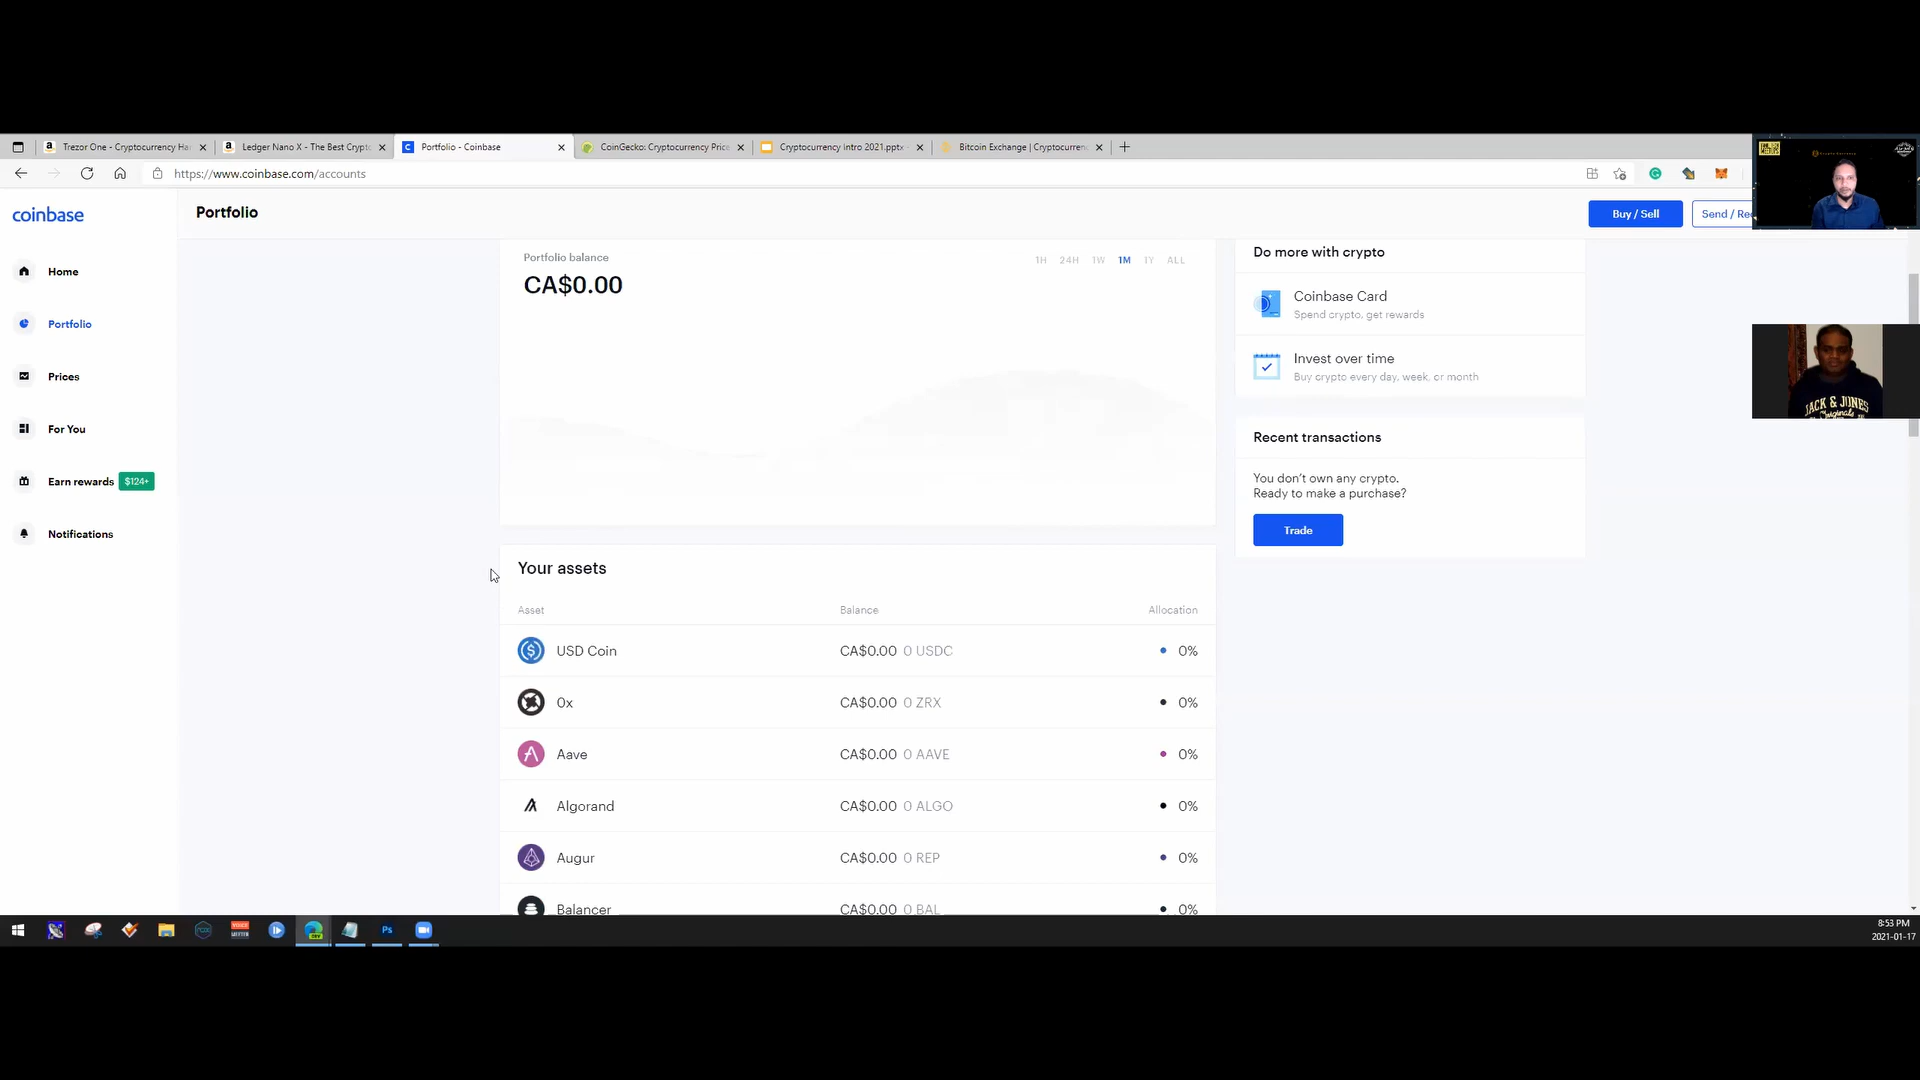 Trezor One - Cryptocurrency Ha
Ledger Nano X - The Best Crypto
Portfolio - Coinbase
CoinGecko: Cryptocurrency Price
Cryptocurrency Intro 2021.pptx -
Bitcoin Exchange | Cryptocurrenc
https://www.coinbase.com/accounts
coinbase
Portfolio
Buy / Sell
Send / Re
Home
Portfolio
Prices
For You
Earn rewards $124+
Notifications
Portfolio balance
CA$0.00
1H 24H 1W 1M 1Y ALL
Do more with crypto
Coinbase Card
Spend crypto, get rewards
Invest over time
Buy crypto every day, week, or month
Recent transactions
You don't own any crypto.
Ready to make a purchase?
Trade
JACK & JONES
Originals
Your assets
Asset Balance Allocation
USD Coin CA$0.00 0 USDC 0%
0x CA$0.00 0 ZRX 0%
Aave CA$0.00 0 AAVE 0%
Algorand CA$0.00 0 ALGO 0%
Augur CA$0.00 0 REP 0%
Balancer CA$0.00 0 BAL 0%
Ps
8:53 PM
2021-01-17